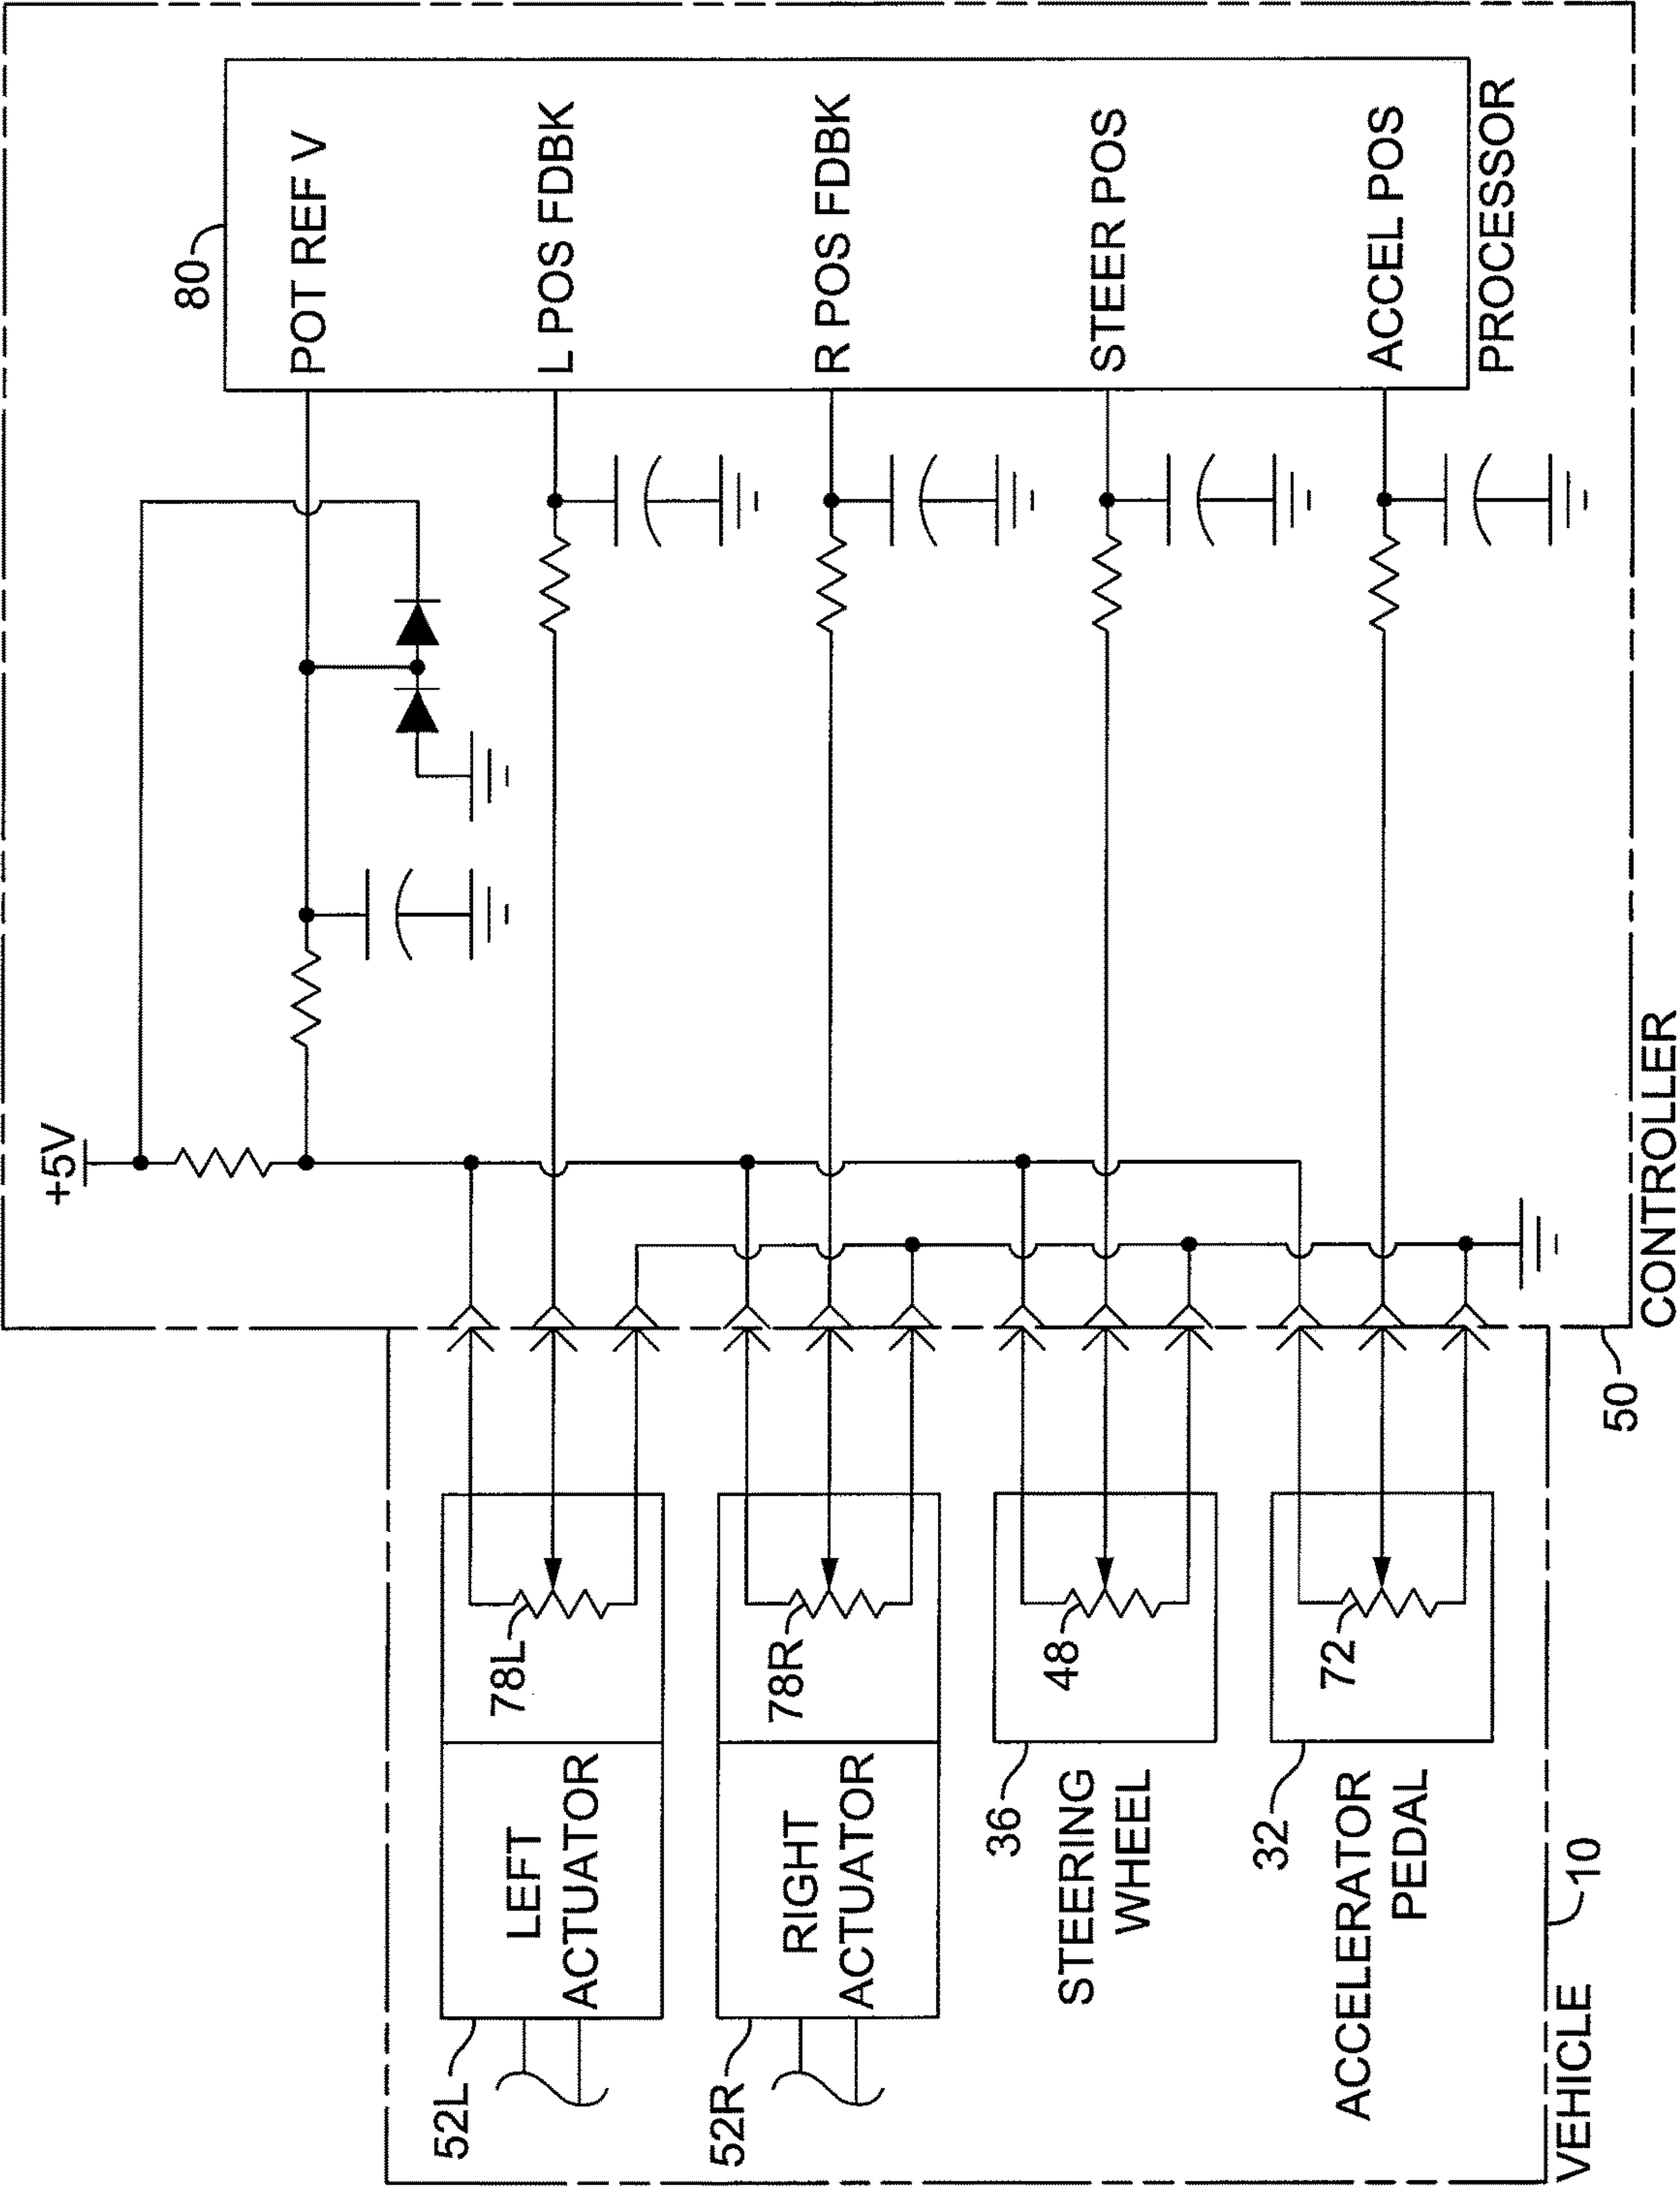 +5V
80
POT REF V
L POS FDBK
R POS FDBK
STEER POS
ACCEL POS
PROCESSOR
CONTROLLER
50
52L
LEFT
ACTUATOR
78L
52R
RIGHT
ACTUATOR
78R
36
STEERING
WHEEL
48
32
ACCELERATOR
PEDAL
72
VEHICLE
10